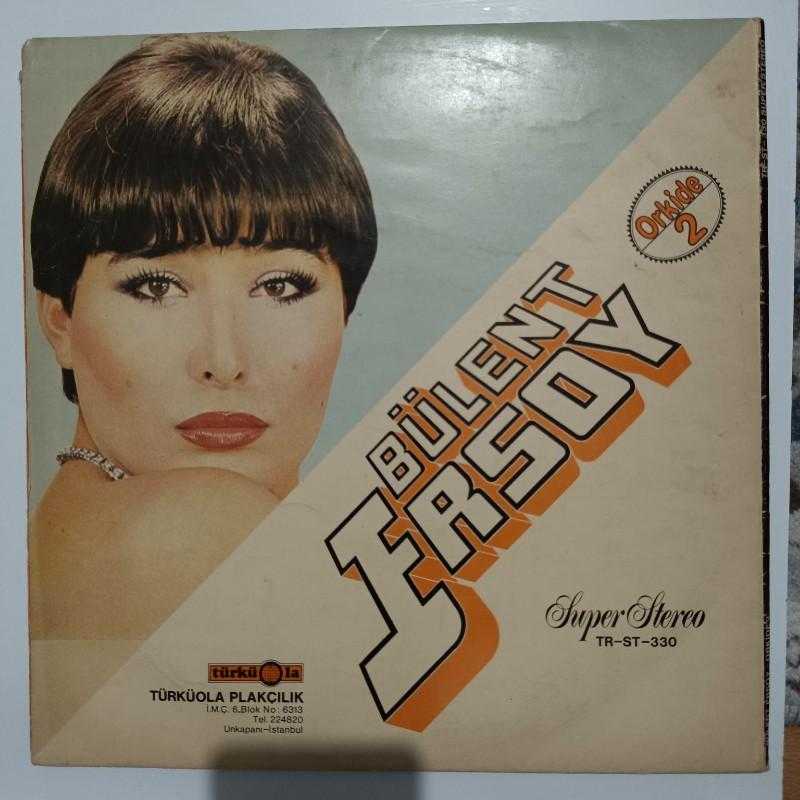 Orkide
2
BÜLENT
ERSOY
Super Stereo
TR-ST-330
türküola
TÜRKÜOLA PLAKÇILIK
İ.M.Ç. 6.Blok No: 6313
Tel. 224820
Unkapanı-İstanbul